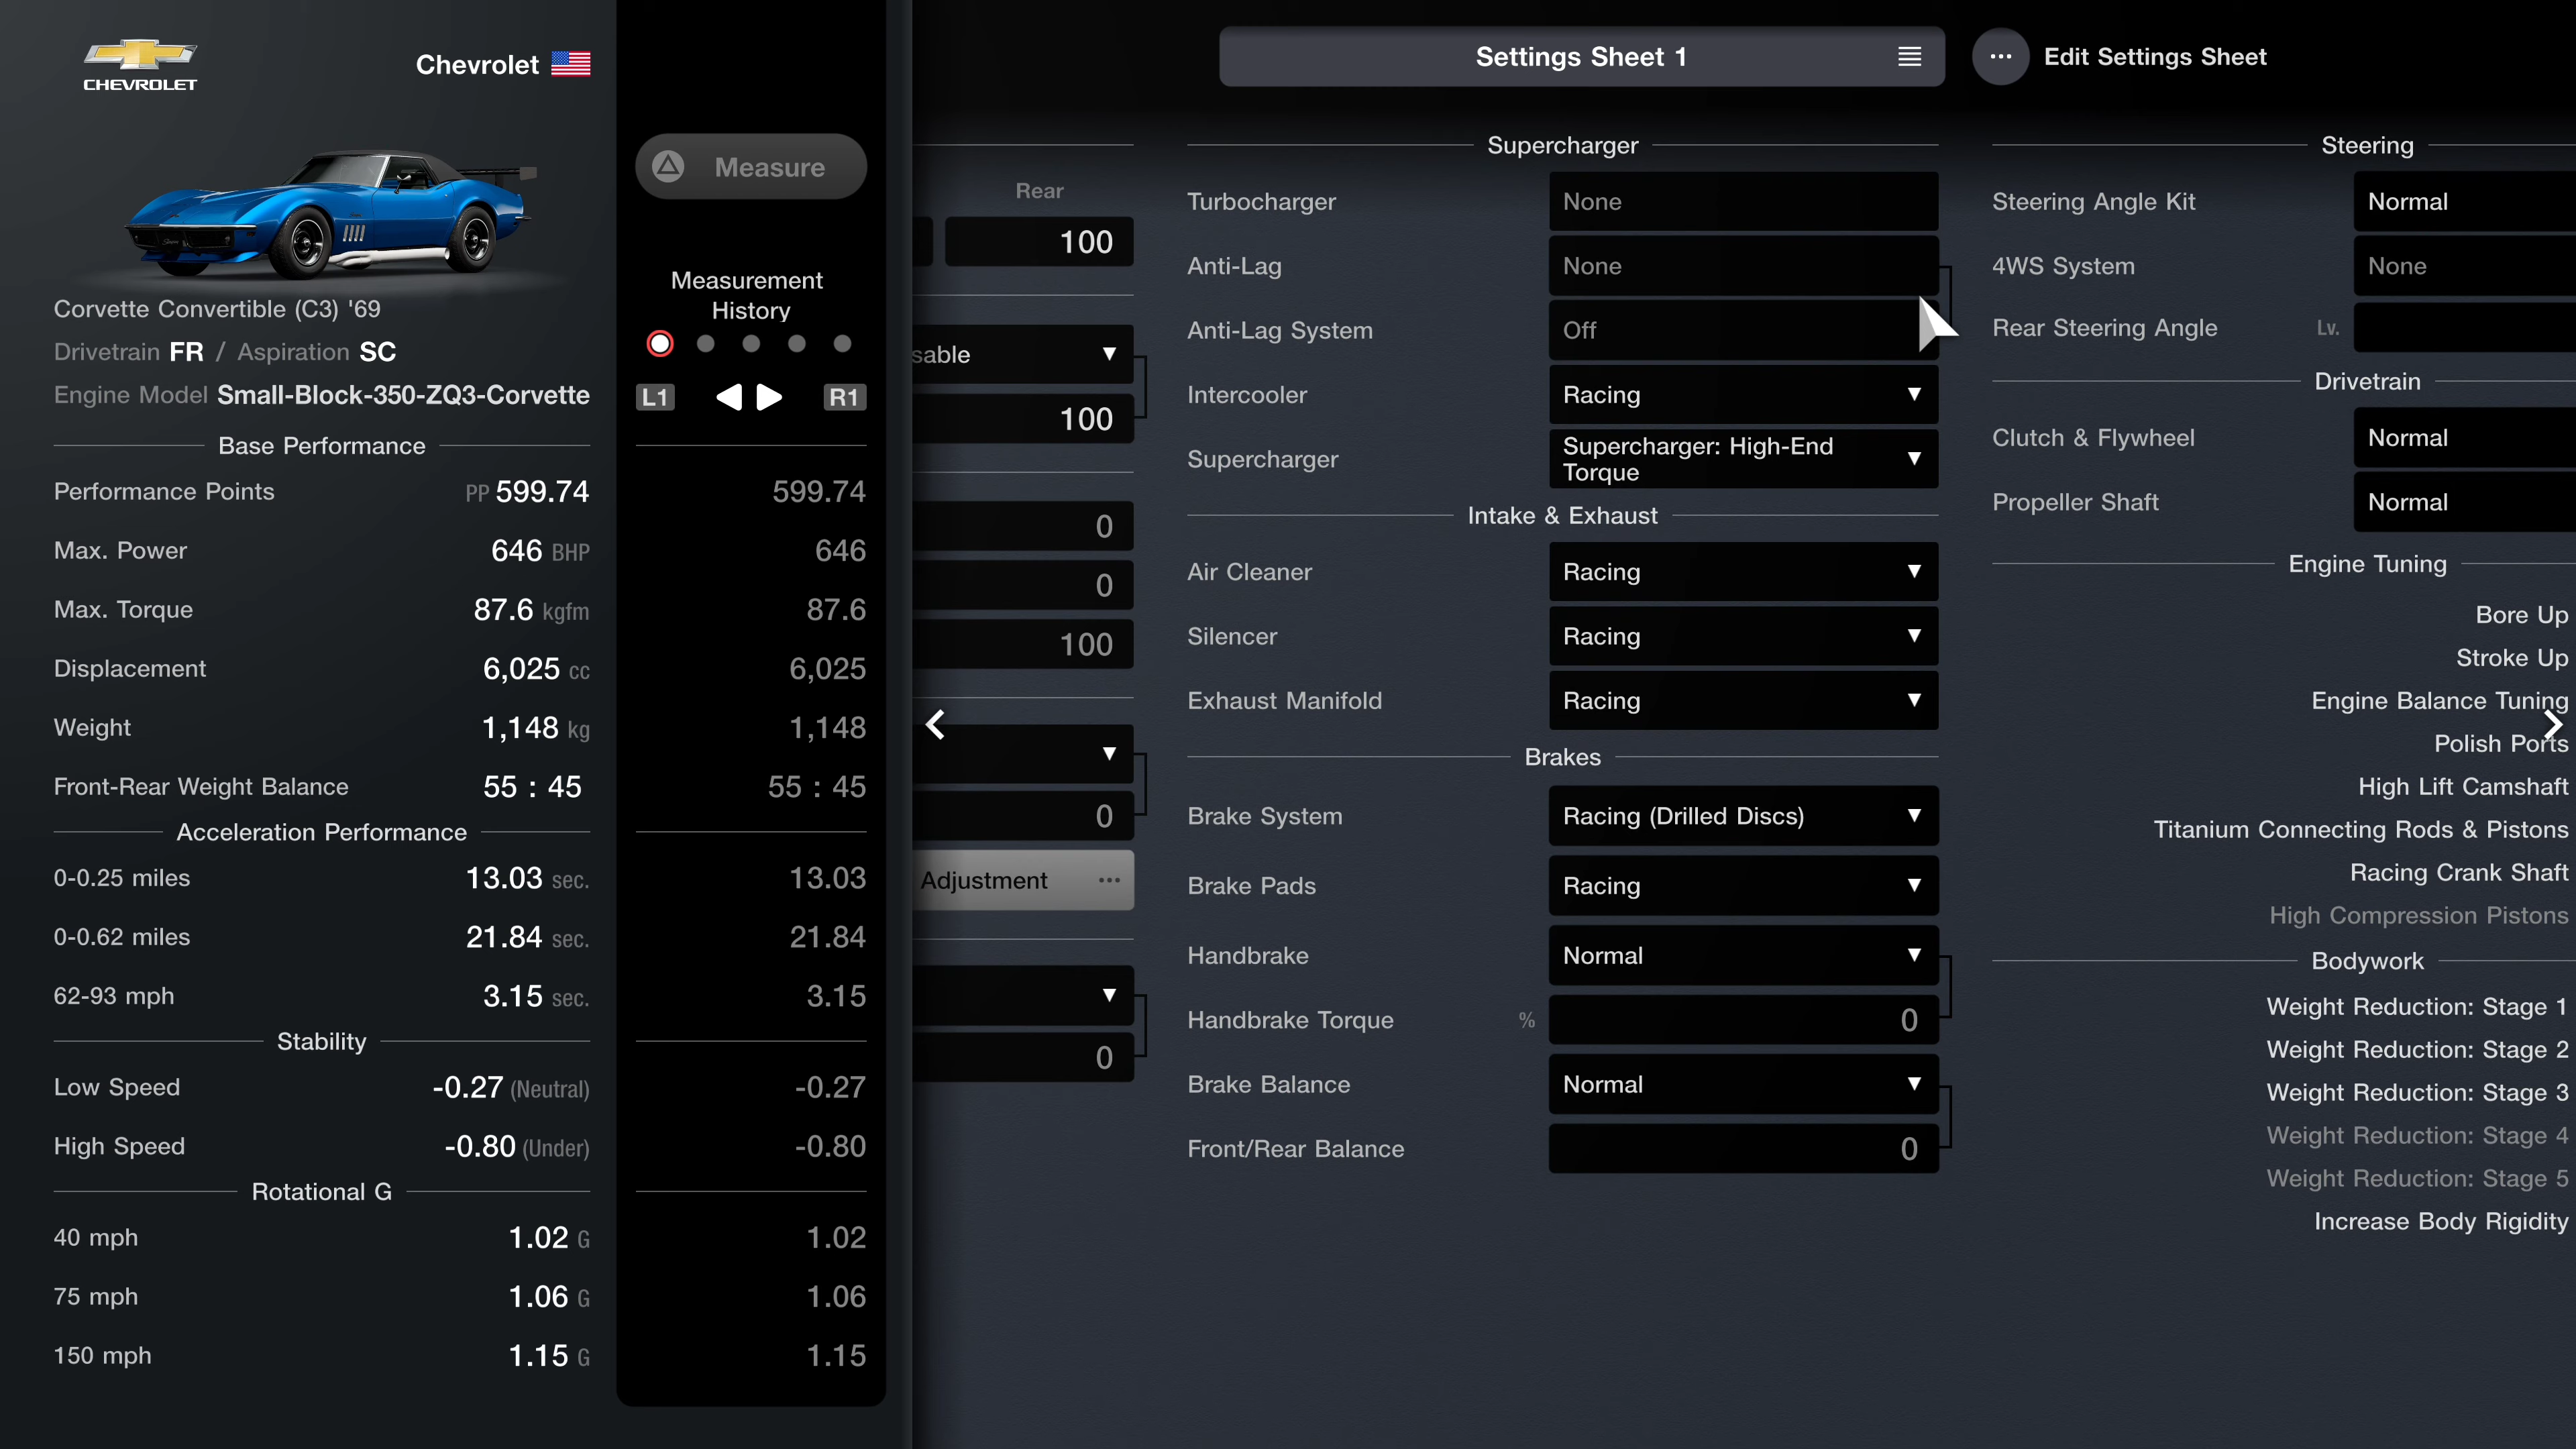 CHEVROLET
Chevrolet
Corvette Convertible (C3) '69
Drivetrain FR / Aspiration SC
Engine Model Small-Block-350-ZQ3-Corvette
Base Performance
Performance Points PP 599.74
Max. Power 646 BHP
Max. Torque 87.6 kgfm
Displacement 6,025 cc
Weight 1,148 kg
Front-Rear Weight Balance 55 : 45
Acceleration Performance
0-0.25 miles 13.03 sec.
0-0.62 miles 21.84 sec.
62-93 mph 3.15 sec.
Stability
Low Speed -0.27 (Neutral)
High Speed -0.80 (Under)
Rotational G
40 mph 1.02 G
75 mph 1.06 G
150 mph 1.15 G
Measure
Measurement
History
L1 R1
599.74
646
87.6
6,025
1,148
55 : 45
13.03
21.84
3.15
-0.27
-0.80
1.02
1.06
1.15
Settings Sheet 1
Edit Settings Sheet
Rear
100
sable
100
0
0
100
0
Adjustment
0
Supercharger
Turbocharger None
Anti-Lag None
Anti-Lag System Off
Intercooler Racing
Supercharger Supercharger: High-End
Torque
Intake & Exhaust
Air Cleaner Racing
Silencer Racing
Exhaust Manifold Racing
Brakes
Brake System Racing (Drilled Discs)
Brake Pads Racing
Handbrake Normal
Handbrake Torque % 0
Brake Balance Normal
Front/Rear Balance 0
Steering
Steering Angle Kit Normal
4WS System None
Rear Steering Angle Lv.
Drivetrain
Clutch & Flywheel Normal
Propeller Shaft Normal
Engine Tuning
Bore Up
Stroke Up
Engine Balance Tuning
Polish Ports
High Lift Camshaft
Titanium Connecting Rods & Pistons
Racing Crank Shaft
High Compression Pistons
Bodywork
Weight Reduction: Stage 1
Weight Reduction: Stage 2
Weight Reduction: Stage 3
Weight Reduction: Stage 4
Weight Reduction: Stage 5
Increase Body Rigidity